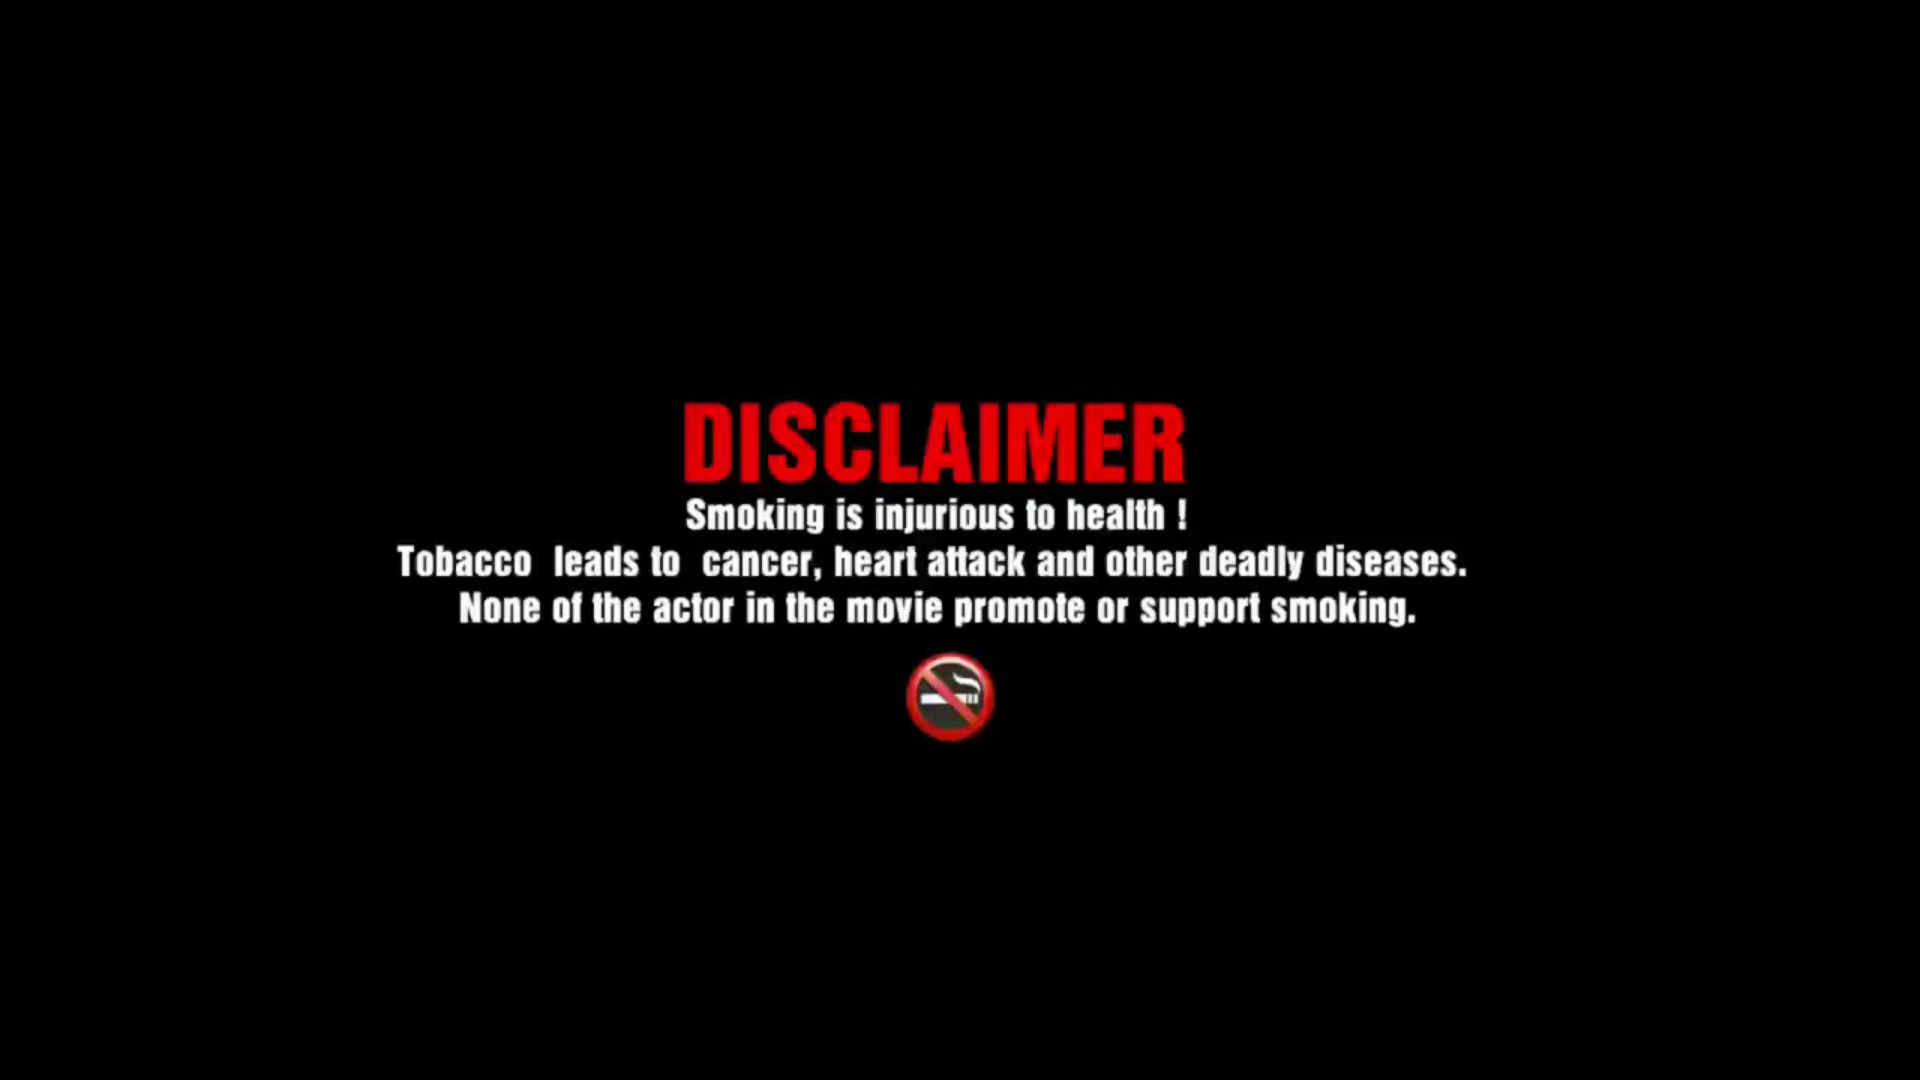 DISCLAIMER
Smoking is injurious to health !
Tobacco leads to cancer, heart attack and other deadly diseases.
None of the actor in the movie promote or support smoking.